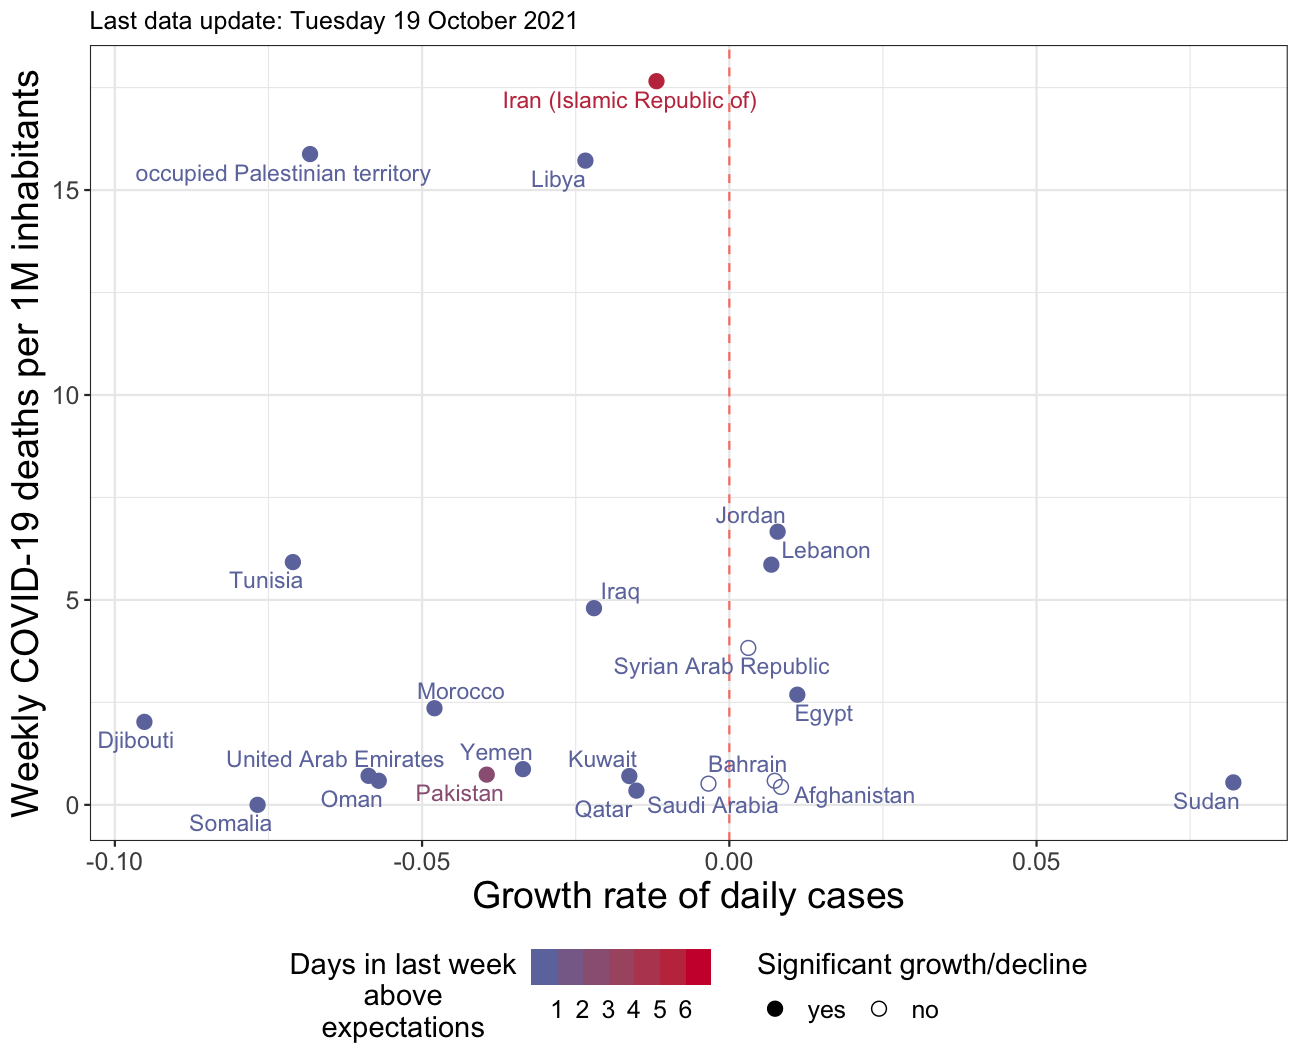 Last data update: Tuesday 19 October 2021
Weekly COVID-19 deaths per 1M inhabitants
Iran (Islamic Republic of)
occupied Palestinian territory
Libya
15
10
Jordan
Lebanon
Tunisia
Iraq
5
Syrian Arab Republic
Morocco
Egypt
Djibouti
United Arab Emirates
Yemen
Kuwait
Bahrain
Pakistan
Oman
Afghanistan
Sudan
0
Qatar
Saudi Arabia
Somalia
-0.10
-0.05
0.00
0.05
Growth rate of daily cases
Days in last week
above
expectations
1 2 3 4 5 6
Significant growth/decline
yes
no